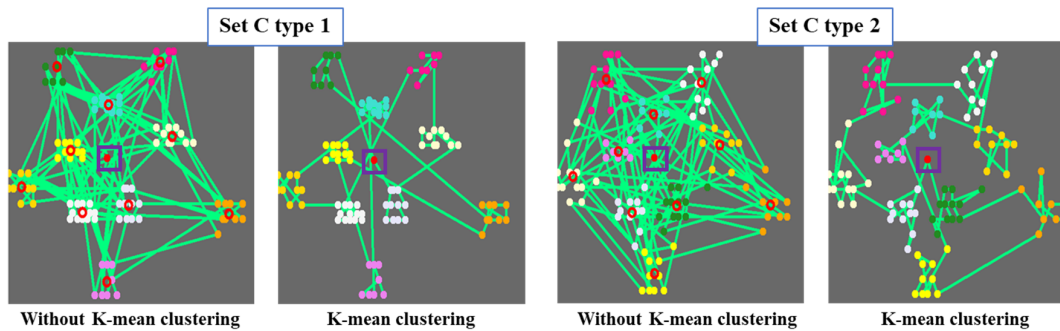 Set C type 1
Set C type 2
Without K-mean clustering
K-mean clustering
Without K-mean clustering
K-mean clustering